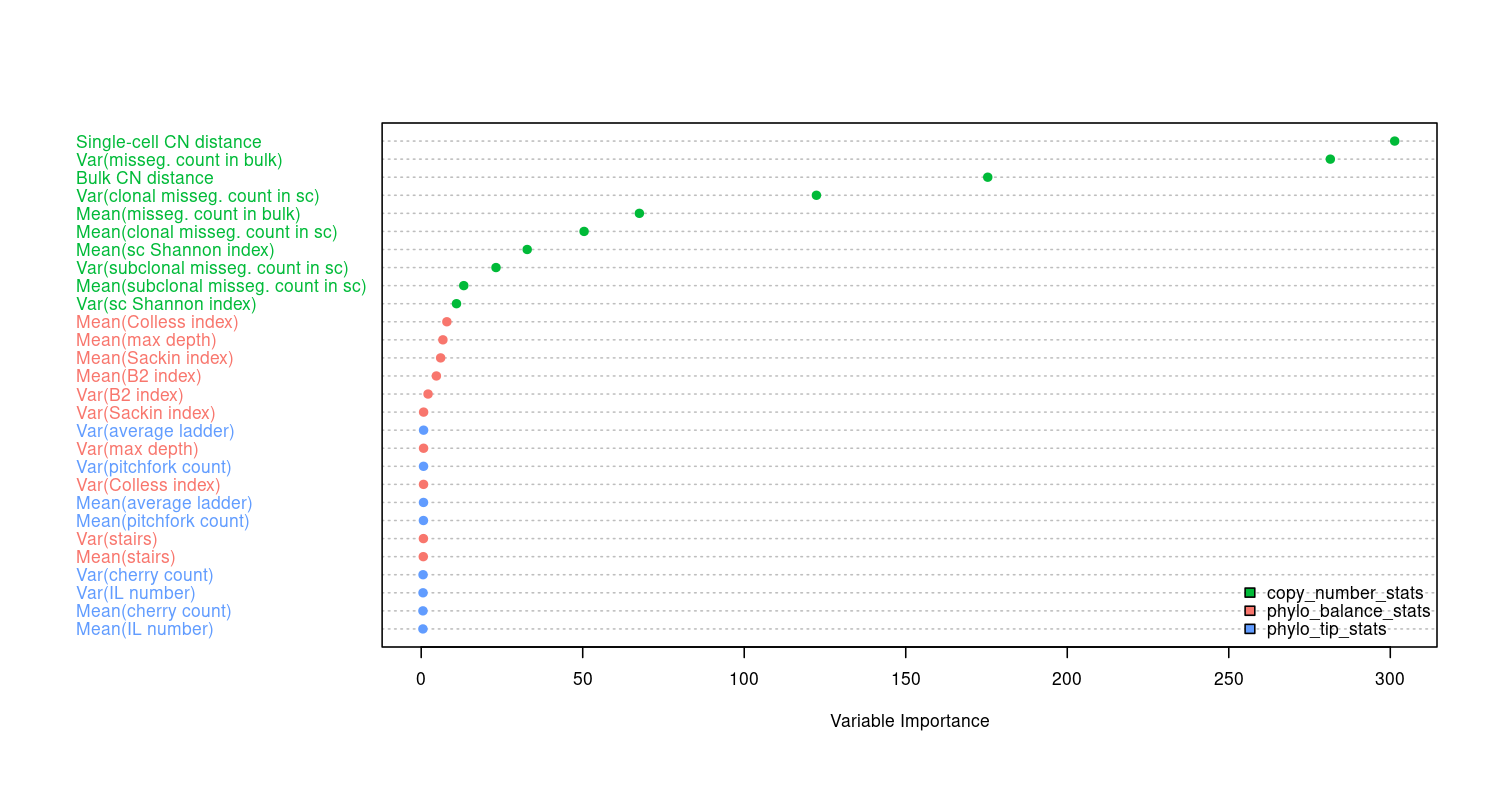 Single-cell CN distance
Var(misseg. count in bulk)
Bulk CN distance
Var(clonal misseg. count in sc)
Mean(misseg. count in bulk)
Mean(clonal misseg. count in sc)
Mean(sc Shannon index)
Var(subclonal misseg. count in sc)
Mean(subclonal misseg. count in sc)
Var(sc Shannon index)
Mean(Colless index)
Mean(max depth)
Mean(Sackin index)
Mean(B2 index)
Var(B2 index)
Var(Sackin index)
Var(average ladder)
Var(max depth)
Var(pitchfork count)
Var(Colless index)
Mean(average ladder)
Mean(pitchfork count)
Var(stairs)
Mean(stairs)
Var(cherry count)
Var(IL number)
Mean(cherry count)
Mean(IL number)
copy_number_stats
phylo_balance_stats
phylo_tip_stats
0 50 100 150 200 250 300
Variable Importance